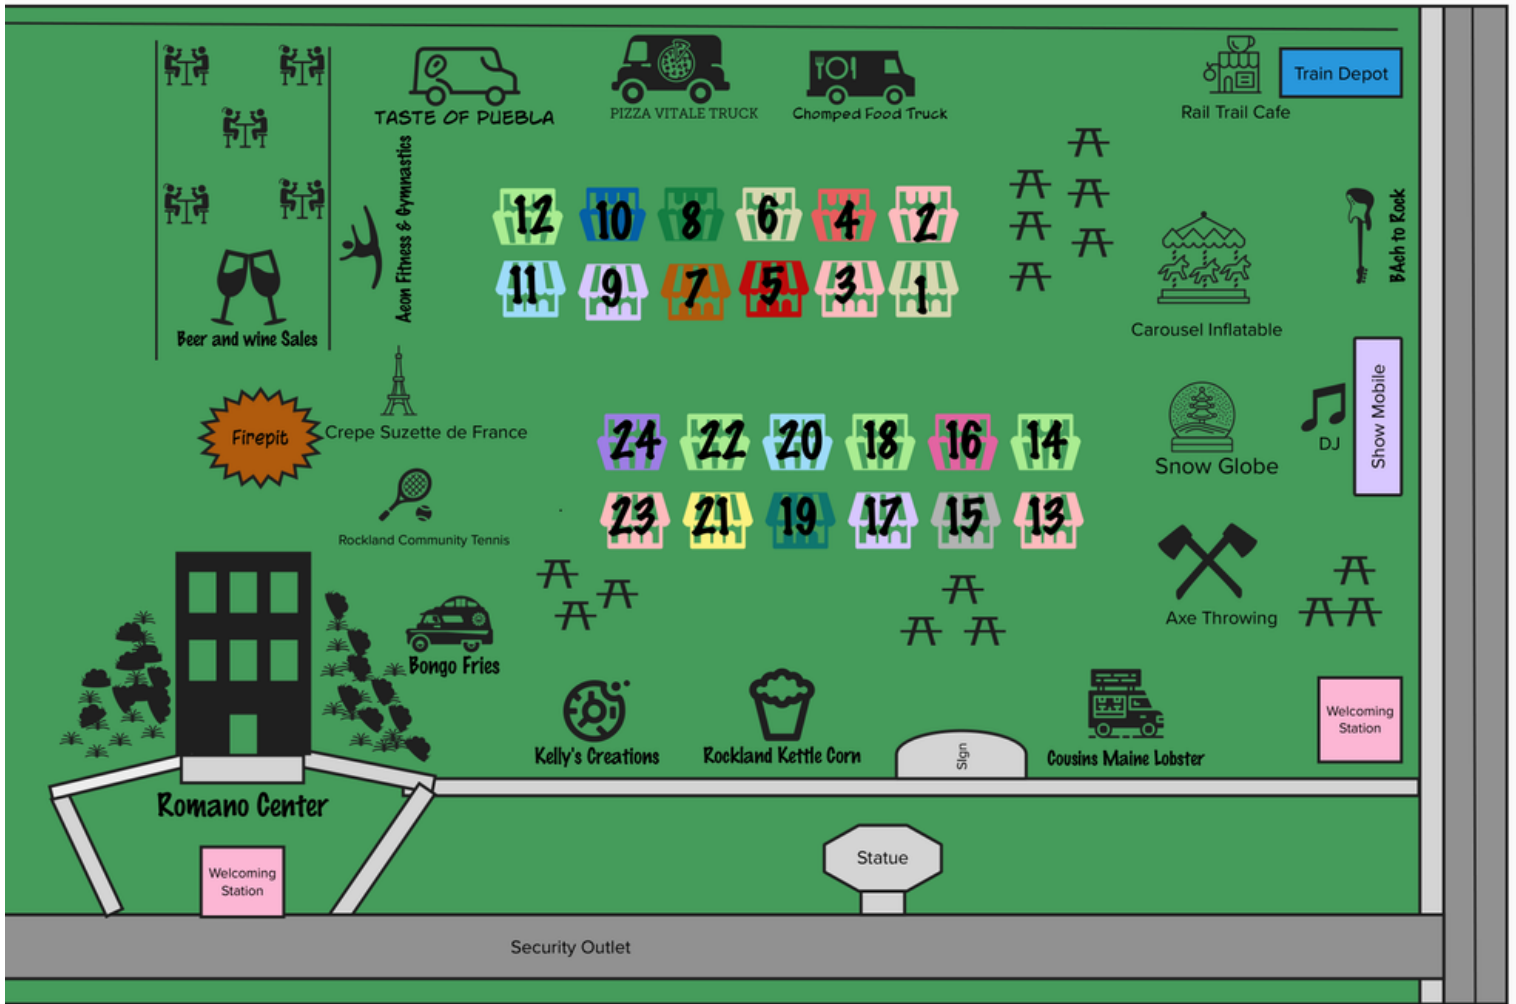 Train Depot
TASTE OF PUEBLA
PIZZA VITALE TRUCK
Chomped Food Truck
Rail Trail Cafe
Aeon Fitness & Gymnastics
12 10 8 6 4 2
BAch to Rock
11 9 7 5 3 1
Beer and wine Sales
Carousel Inflatable
Firepit
Crepe Suzette de France
24 22 20 18 16 14
DJ
Show Mobile
Snow Globe
23 21 19 17 15 13
Rockland Community Tennis
Axe Throwing
Bongo Fries
Welcoming
Station
Kelly's Creations
Rockland Kettle Corn
SIgn
Cousins Maine Lobster
Romano Center
Welcoming
Station
Statue
Security Outlet